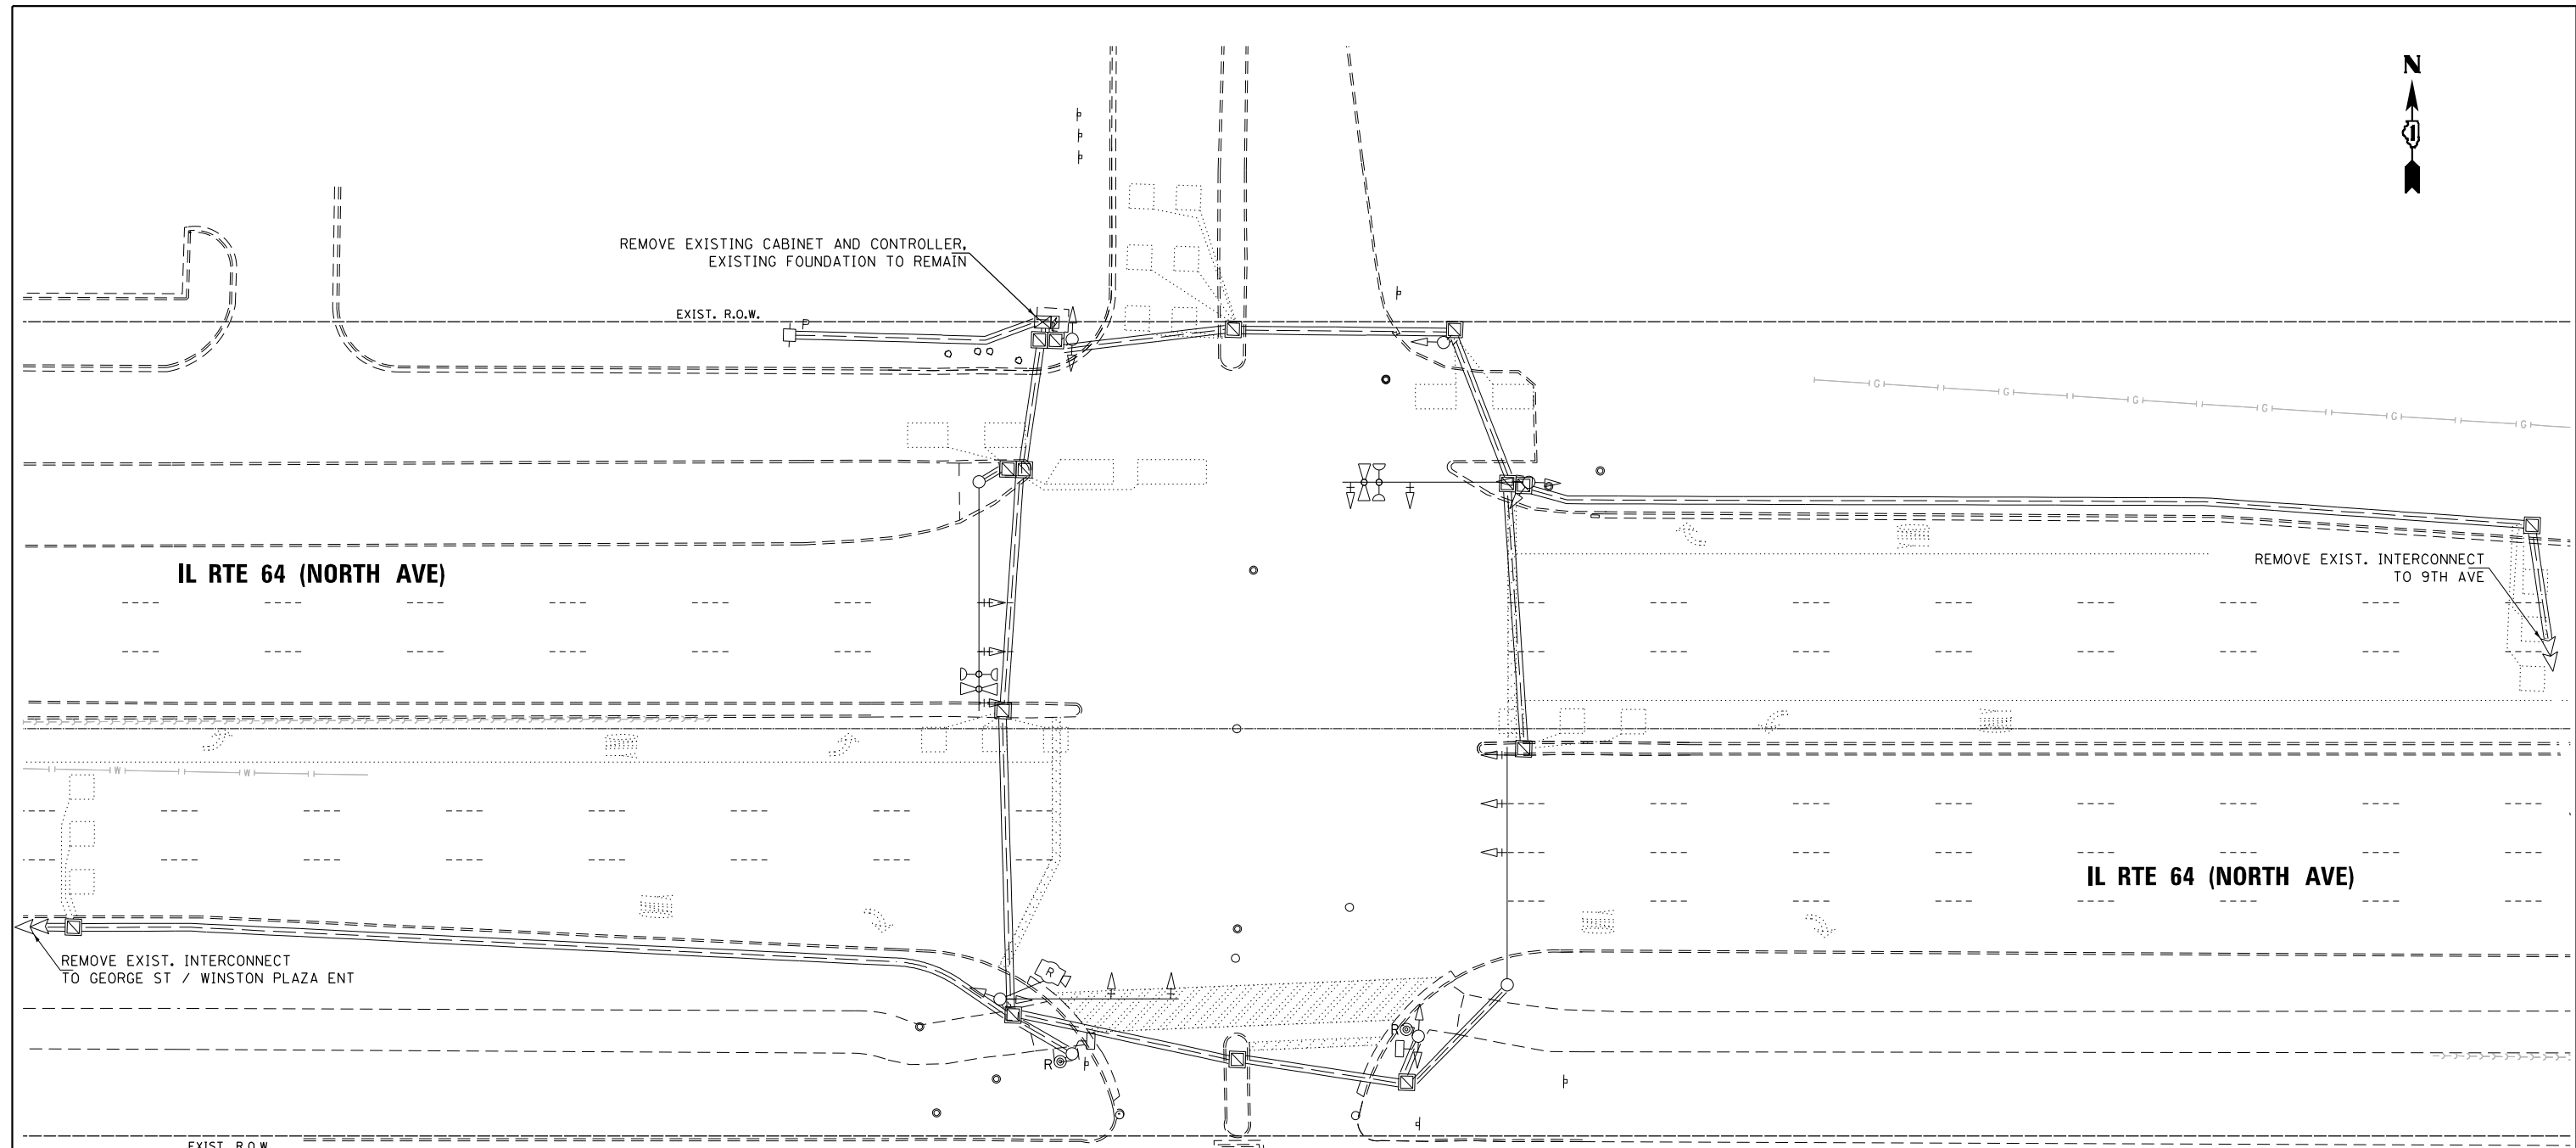 N
REMOVE EXISTING CABINET AND CONTROLLER,
EXISTING FOUNDATION TO REMAIN
EXIST. R.O.W.
P
G G G G G G
IL RTE 64 (NORTH AVE)
REMOVE EXIST. INTERCONNECT
TO 9TH AVE
W W
IL RTE 64 (NORTH AVE)
REMOVE EXIST. INTERCONNECT
TO GEORGE ST / WINSTON PLAZA ENT
R
R
R
EXIST. R.O.W.